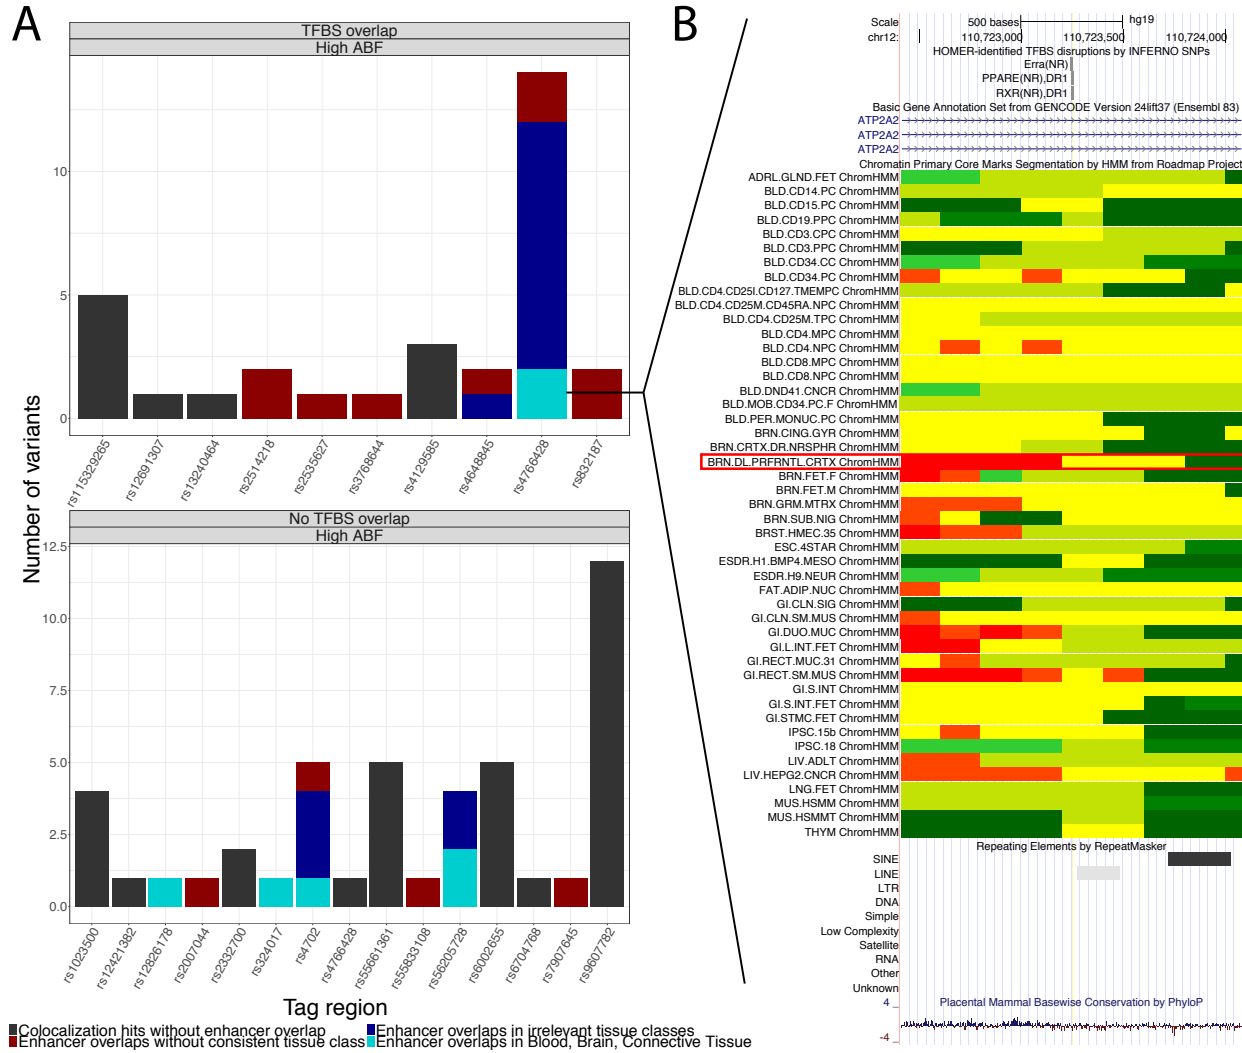 A
TFBS overlap
High ABF
10
5
0
rs115329265
rs12691307
rs13240464
rs2514218
rs2535627
rs3768644
rs4129585
rs4648845
rs4766428
rs832187
Number of variants
No TFBS overlap
High ABF
12.5
10.0
7.5
5.0
2.5
0.0
rs1023500
rs12421382
rs12826178
rs2007044
rs2332700
rs324017
rs4702
rs4766428
rs55661361
rs55833108
rs56205728
rs6002655
rs6704768
rs7907645
rs9607782
Tag region
Colocalization hits without enhancer overlap
Enhancer overlaps in irrelevant tissue classes
Enhancer overlaps without consistent tissue class
Enhancer overlaps in Blood, Brain, Connective Tissue
B
Scale 500 bases hg19
chr12: 110,723,000 110,723,500 110,724,000
HOMER-identified TFBS disruptions by INFERNO SNPs
Erra(NR)
PPARE(NR),DR1
RXR(NR),DR1
Basic Gene Annotation Set from GENCODE Version 24lift37 (Ensembl 83)
ATP2A2
ATP2A2
ATP2A2
Chromatin Primary Core Marks Segmentation by HMM from Roadmap Project
ADRL.GLND.FET ChromHMM
BLD.CD14.PC ChromHMM
BLD.CD15.PC ChromHMM
BLD.CD19.PPC ChromHMM
BLD.CD3.CPC ChromHMM
BLD.CD3.PPC ChromHMM
BLD.CD34.CC ChromHMM
BLD.CD34.PC ChromHMM
BLD.CD4.CD25I.CD127.TMEMPC ChromHMM
BLD.CD4.CD25M.CD45RA.NPC ChromHMM
BLD.CD4.CD25M.TPC ChromHMM
BLD.CD4.MPC ChromHMM
BLD.CD4.NPC ChromHMM
BLD.CD8.MPC ChromHMM
BLD.CD8.NPC ChromHMM
BLD.DND41.CNCR ChromHMM
BLD.MOB.CD34.PC.F ChromHMM
BLD.PER.MONUC.PC ChromHMM
BRN.CING.GYR ChromHMM
BRN.CRTX.DR.NRSPHR ChromHMM
BRN.DL.PRFRNTL.CRTX ChromHMM
BRN.FET.F ChromHMM
BRN.FET.M ChromHMM
BRN.GRM.MTRX ChromHMM
BRN.SUB.NIG ChromHMM
BRST.HMEC.35 ChromHMM
ESC.4STAR ChromHMM
ESDR.H1.BMP4.MESO ChromHMM
ESDR.H9.NEUR ChromHMM
FAT.ADIP.NUC ChromHMM
GI.CLN.SIG ChromHMM
GI.CLN.SM.MUS ChromHMM
GI.DUO.MUC ChromHMM
GI.L.INT.FET ChromHMM
GI.RECT.MUC.31 ChromHMM
GI.RECT.SM.MUS ChromHMM
GI.S.INT ChromHMM
GI.S.INT.FET ChromHMM
GI.STMC.FET ChromHMM
IPSC.15b ChromHMM
IPSC.18 ChromHMM
LIV.ADLT ChromHMM
LIV.HEPG2.CNCR ChromHMM
LNG.FET ChromHMM
MUS.HSMM ChromHMM
MUS.HSMMT ChromHMM
THYM ChromHMM
Repeating Elements by RepeatMasker
SINE
LINE
LTR
DNA
Simple
Low Complexity
Satellite
RNA
Other
Unknown
Placental Mammal Basewise Conservation by PhyloP
4
-4